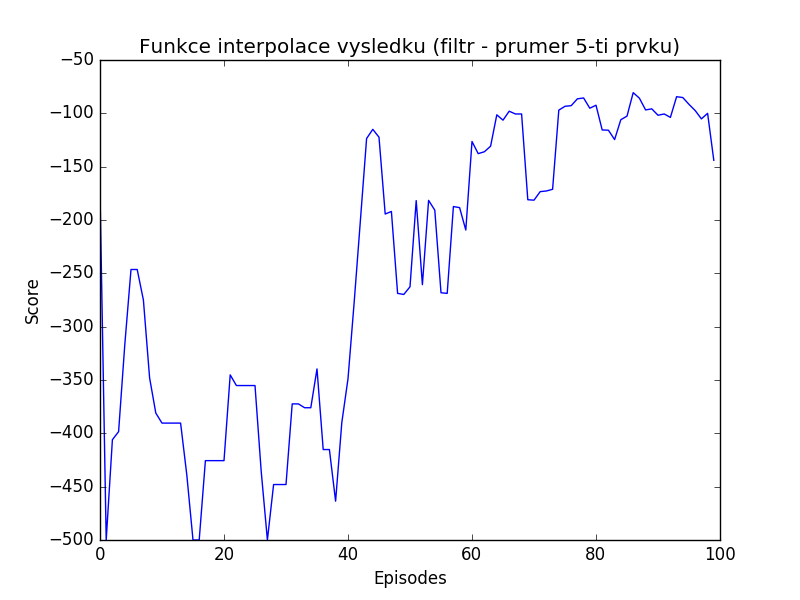 Funkce interpolace vysledku (filtr - prumer 5-ti prvku)
−50
−100
−150
−200
−250
−300
−350
−400
−450
−500
Score
0 20 40 60 80 100
Episodes